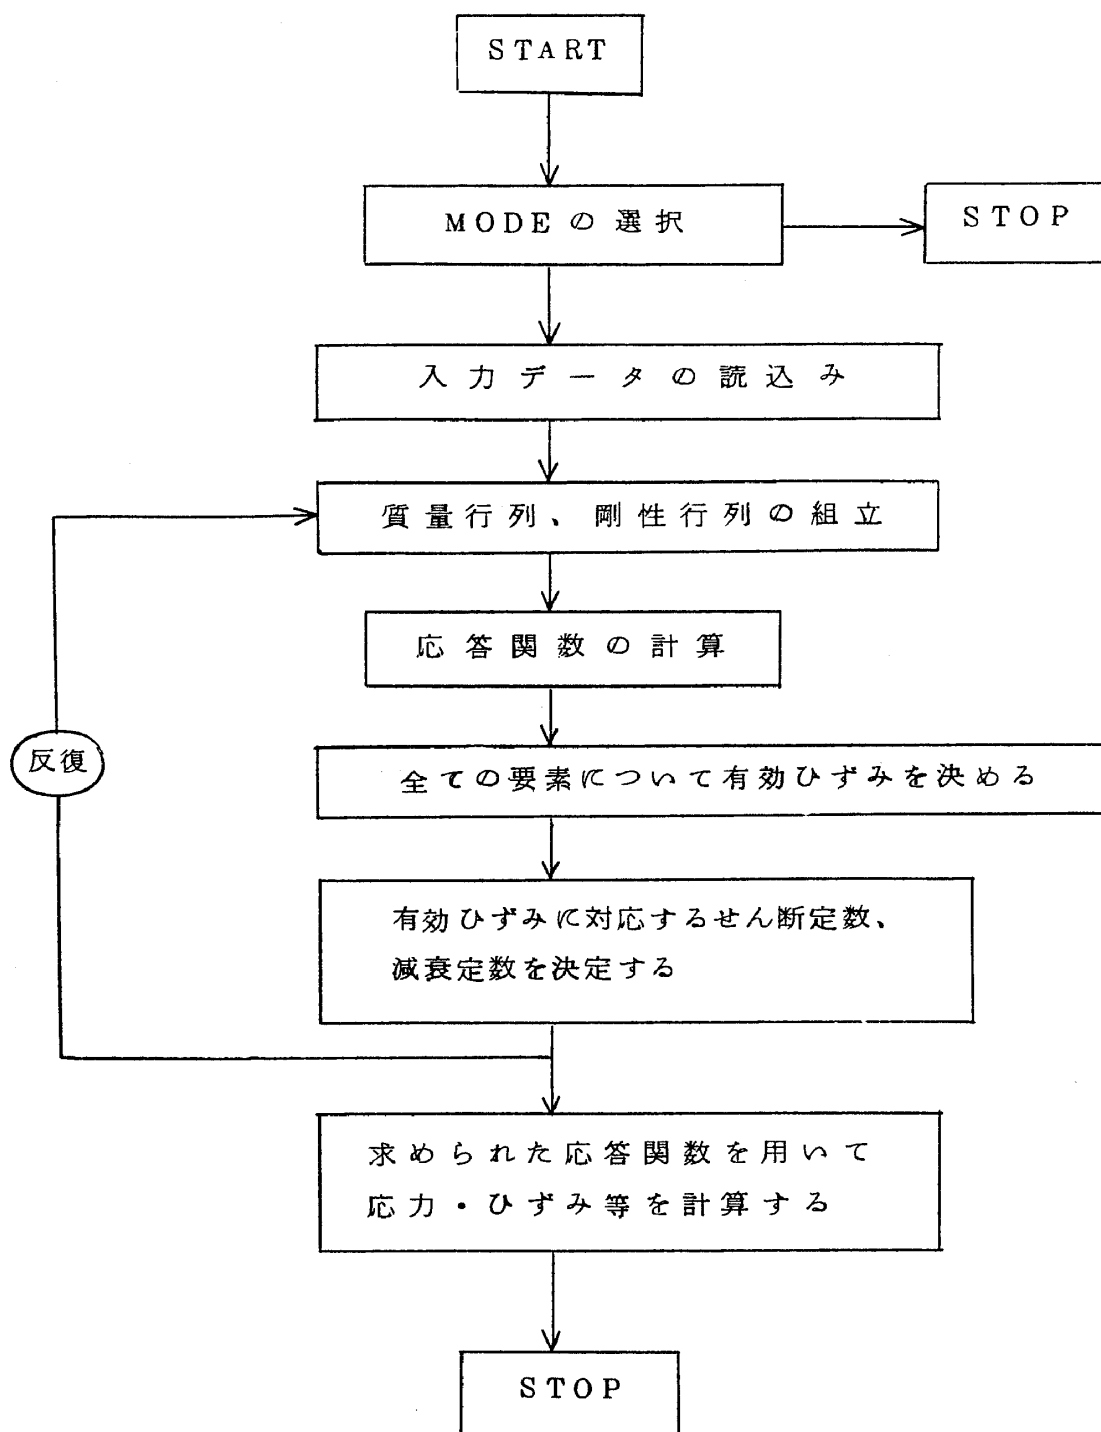 START
MODEの選択
STOP
入力データの読込み
質量行列、剛性行列の組立
応答関数の計算
反復
全ての要素について有効ひずみを決める
有効ひずみに対応するせん断定数、
減衰定数を決定する
求められた応答関数を用いて
応力・ひずみ等を計算する
STOP